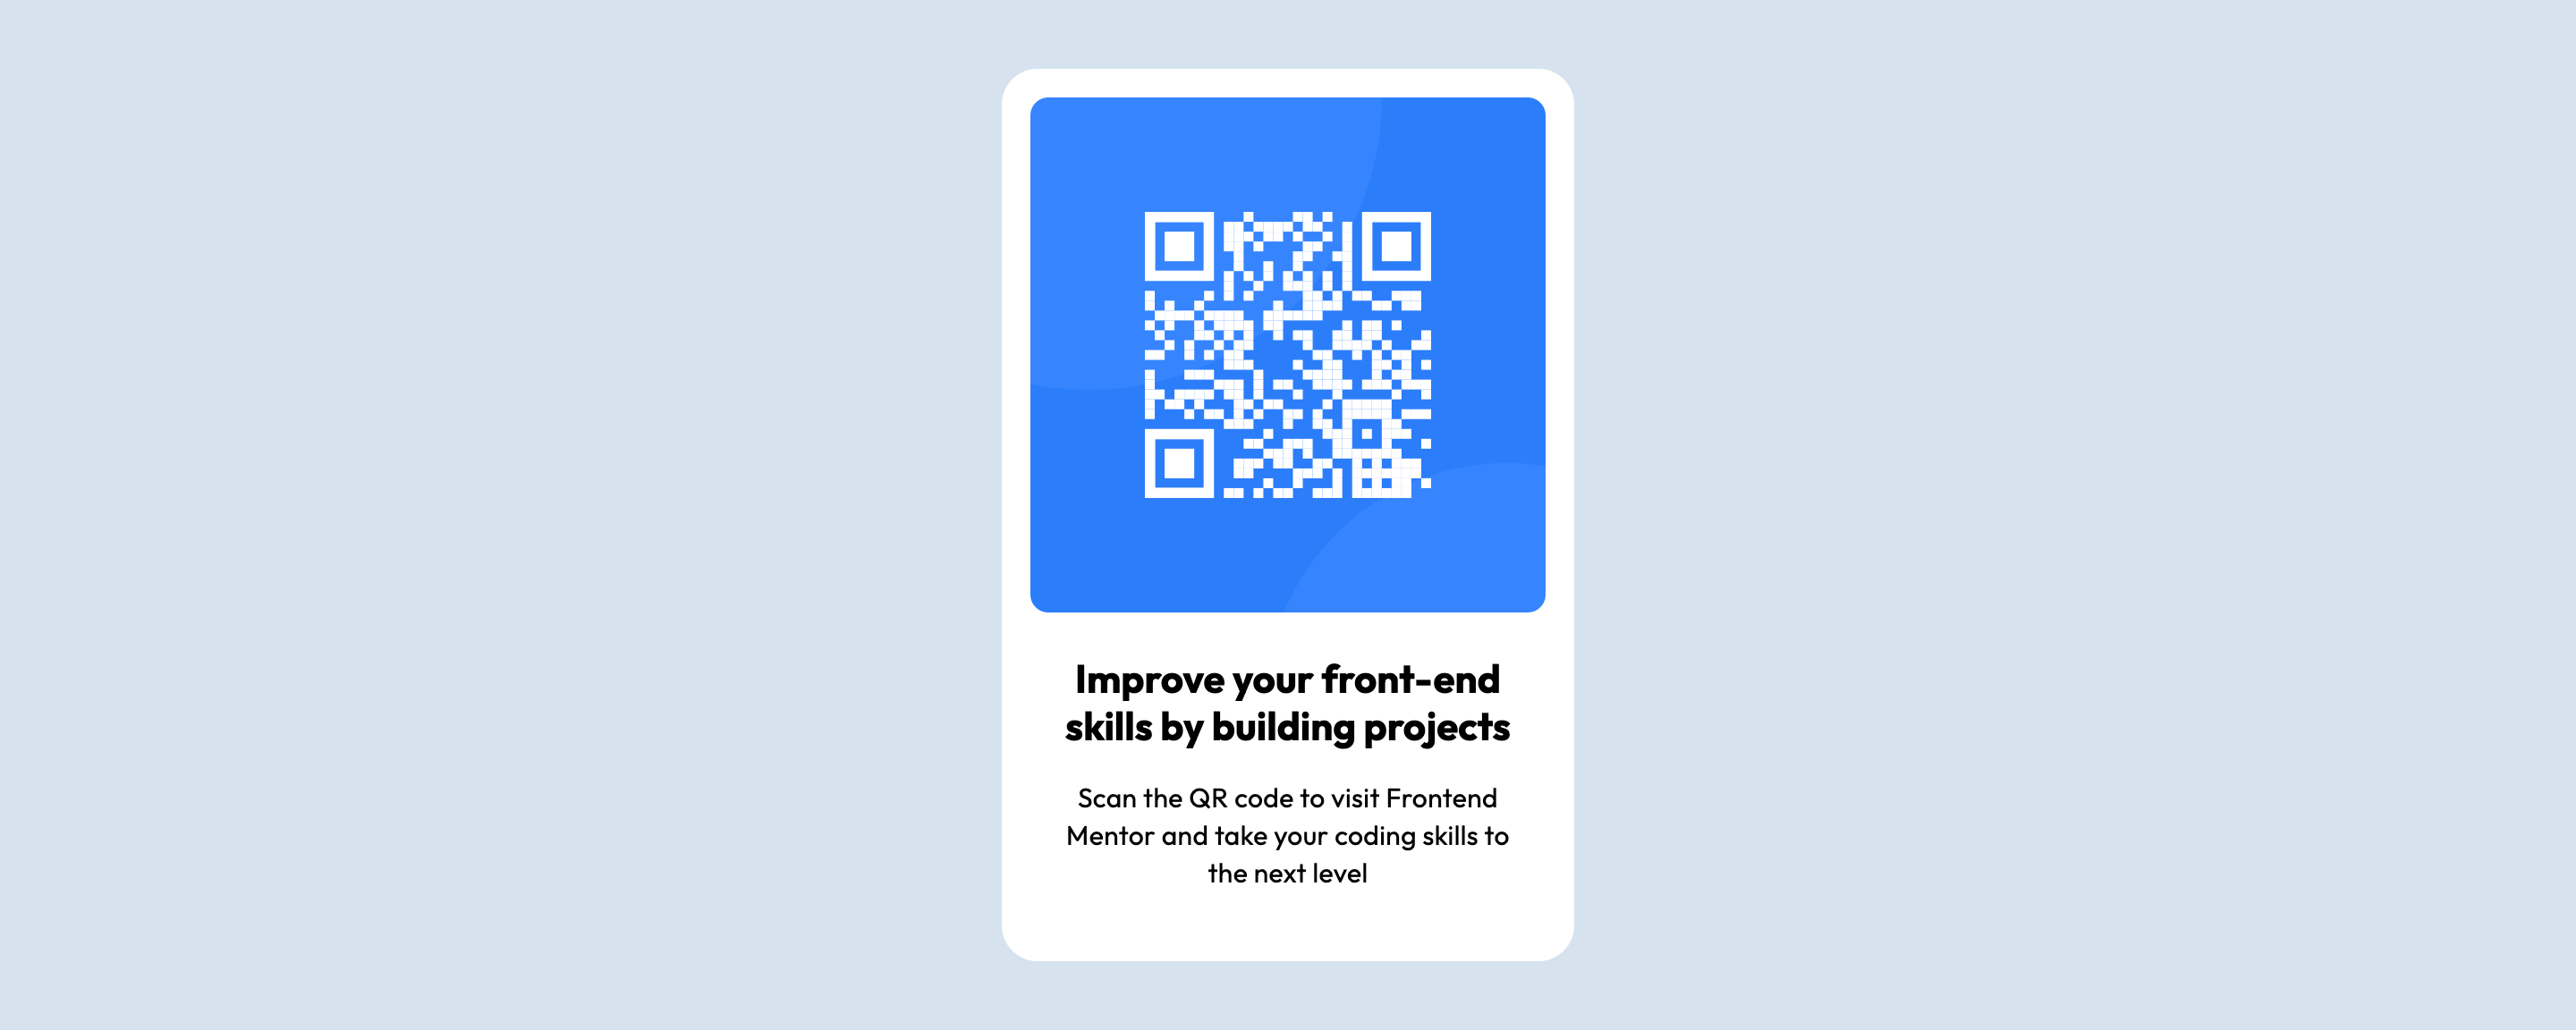 Improve your front-end
skills by building projects
Scan the QR code to visit Frontend
Mentor and take your coding skills to
the next level